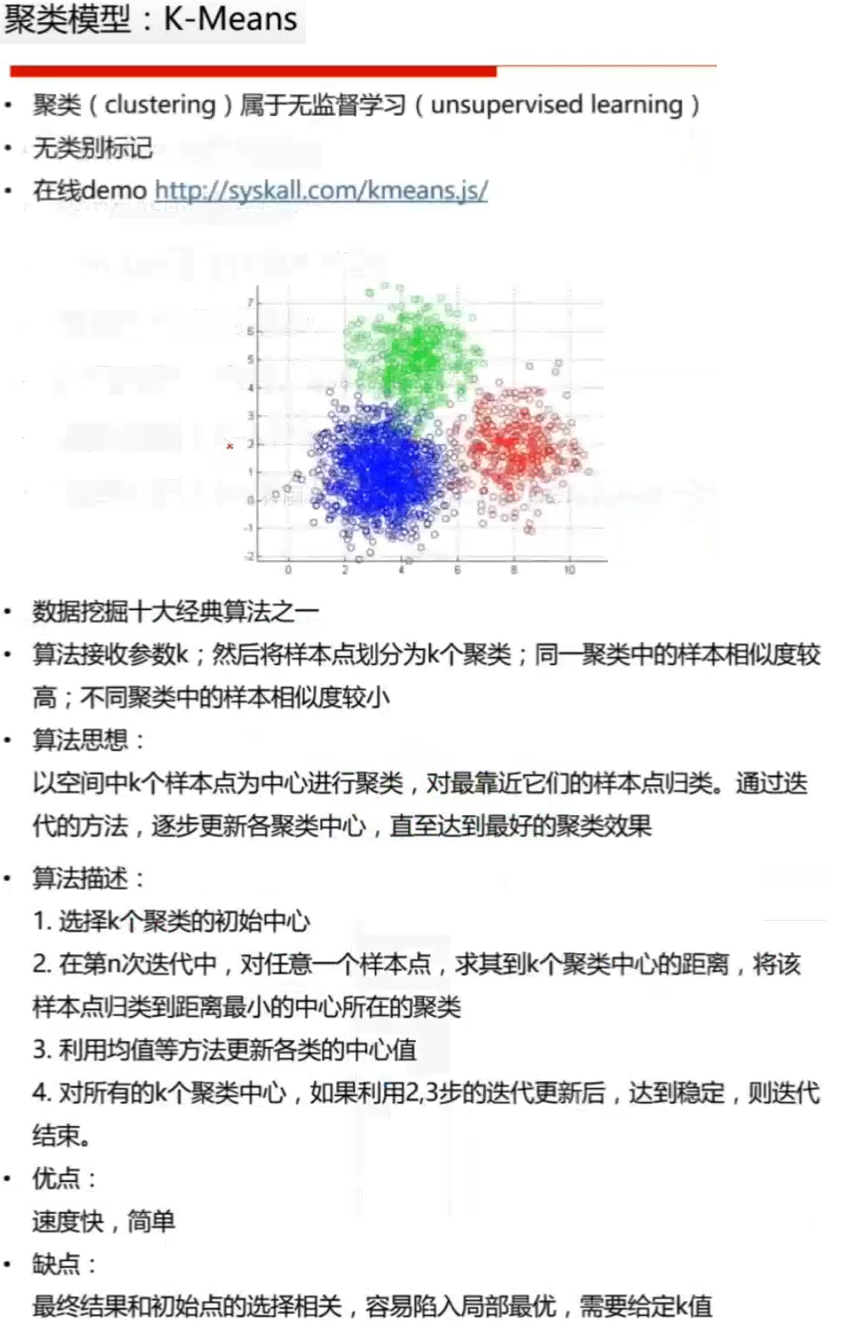 聚类模型：K-Means
• 聚类（clustering）属于无监督学习（unsupervised learning）
• 无类别标记
• 在线demo http://syskall.com/kmeans.js/
7
6
5
4
3
2
1
0
-1
-2
0 2 4 6 8 10
• 数据挖掘十大经典算法之一
• 算法接收参数k；然后将样本点划分为k个聚类；同一聚类中的样本相似度较
高；不同聚类中的样本相似度较小
• 算法思想：
以空间中k个样本点为中心进行聚类，对最靠近它们的样本点归类。通过迭
代的方法，逐步更新各聚类中心，直至达到最好的聚类效果
• 算法描述：
1. 选择k个聚类的初始中心
2. 在第n次迭代中，对任意一个样本点，求其到k个聚类中心的距离，将该
样本点归类到距离最小的中心所在的聚类
3. 利用均值等方法更新各类的中心值
4. 对所有的k个聚类中心，如果利用2,3步的迭代更新后，达到稳定，则迭代
结束。
• 优点：
速度快，简单
• 缺点：
最终结果和初始点的选择相关，容易陷入局部最优，需要给定k值